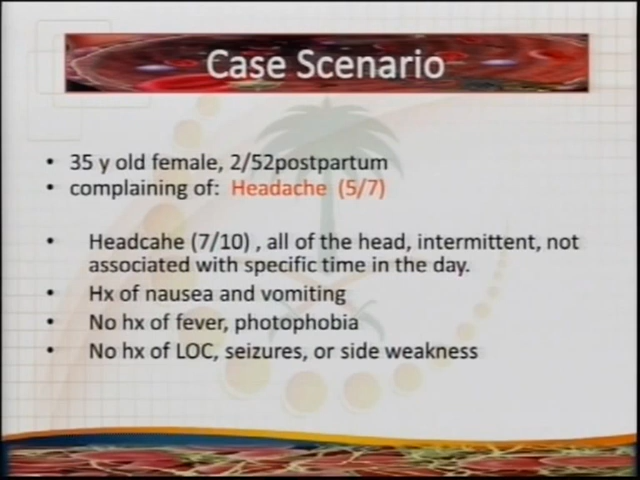 Case Scenario
• 35 y old female, 2/52postpartum
• complaining of: Headache (5/7)
• Headcahe (7/10) , all of the head, intermittent, not
associated with specific time in the day.
• Hx of nausea and vomiting
• No hx of fever, photophobia
• No hx of LOC, seizures, or side weakness